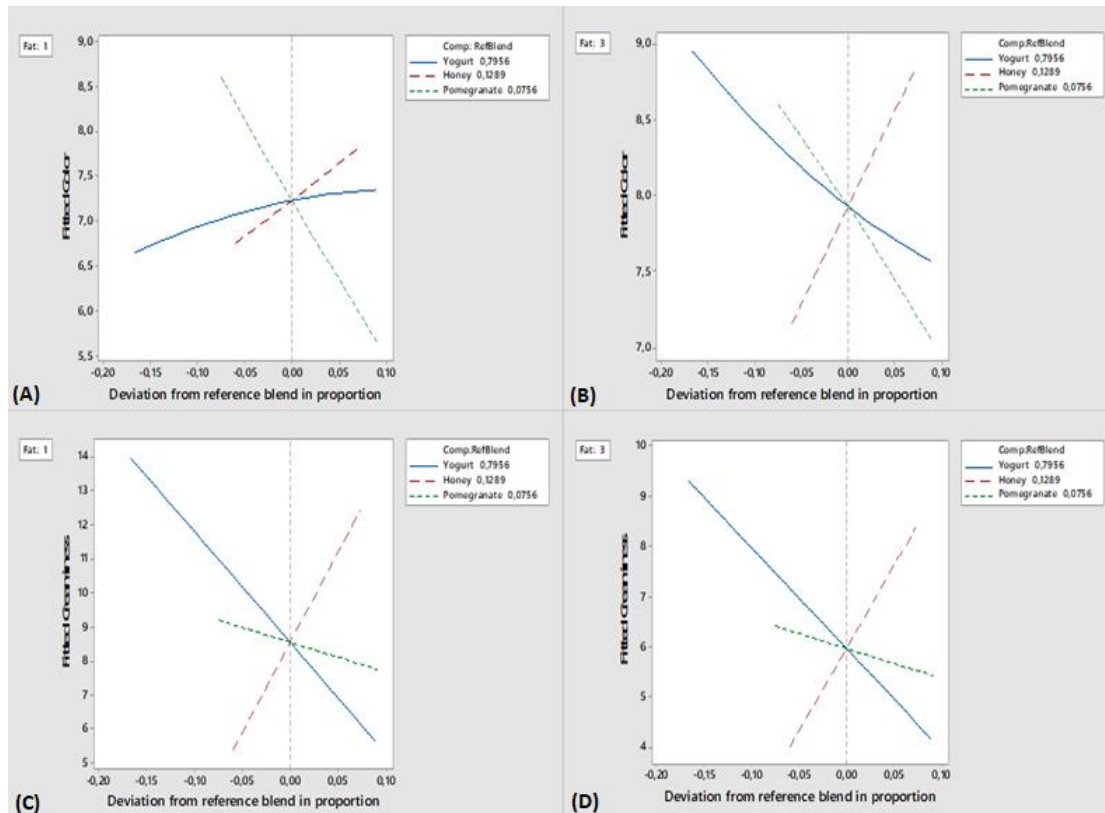 Fat: 1
9,0
8,5
8,0
7,5
7,0
6,5
6,0
5,5
Fitted Color
-0,20 -0,15 -0,10 -0,05 0,00 0,05 0,10
Deviation from reference blend in proportion
Comp: RefBlend
Yogurt 0,7956
Honey 0,1289
Pomegranate 0,0756
(A)
Fat: 3
9,0
8,5
8,0
7,5
7,0
Fitted Color
-0,20 -0,15 -0,10 -0,05 0,00 0,05 0,10
Deviation from reference blend in proportion
Comp:RefBlend
Yogurt 0,7956
Honey 0,1289
Pomegranate 0,0756
(B)
Fat: 1
14
13
12
11
10
9
8
7
6
5
Fitted Creaminess
-0,20 -0,15 -0,10 -0,05 0,00 0,05 0,10
Deviation from reference blend in proportion
Comp:RefBlend
Yogurt 0,7956
Honey 0,1289
Pomegranate 0,0756
(C)
Fat: 3
10
9
8
7
6
5
4
Fitted Creaminess
-0,20 -0,15 -0,10 -0,05 0,00 0,05 0,10
Deviation from reference blend in proportion
Comp:RefBlend
Yogurt 0,7956
Honey 0,1289
Pomegranate 0,0756
(D)